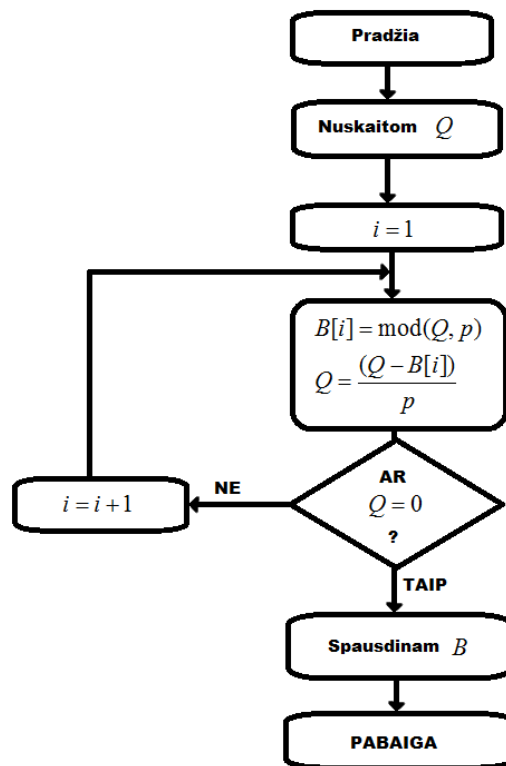 Pradžia
Nuskaitom Q
i = 1
B[i] = mod(Q, p)
Q = (Q − B[i]) / p
AR
Q = 0
?
NE
i = i + 1
TAIP
Spausdinam B
PABAIGA